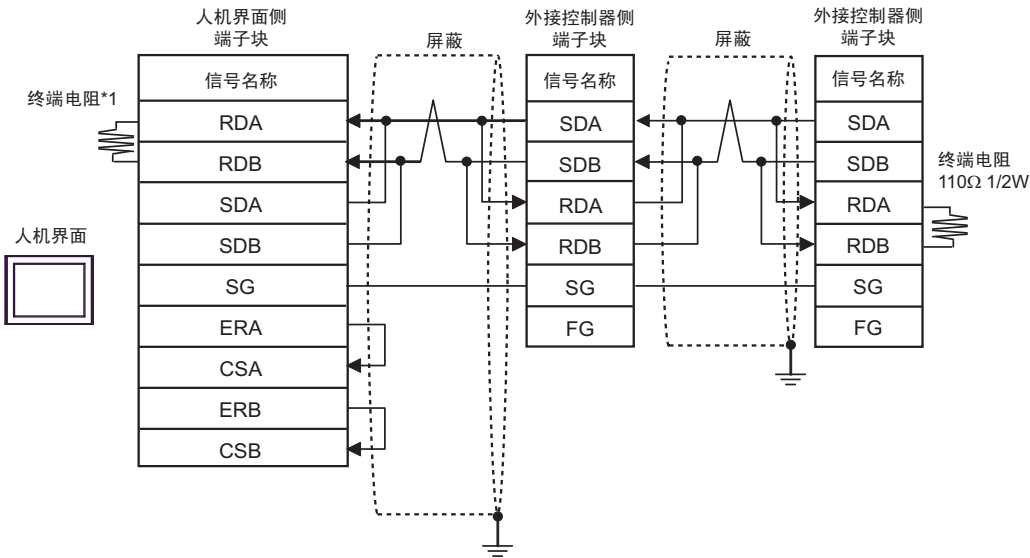 人机界面侧
端子块
屏蔽
外接控制器侧
端子块
屏蔽
外接控制器侧
端子块
终端电阻*1
信号名称
RDA
RDB
SDA
SDB
SG
ERA
CSA
ERB
CSB
人机界面
信号名称
SDA
SDB
RDA
RDB
SG
FG
信号名称
SDA
SDB
RDA
RDB
SG
FG
终端电阻
110Ω 1/2W